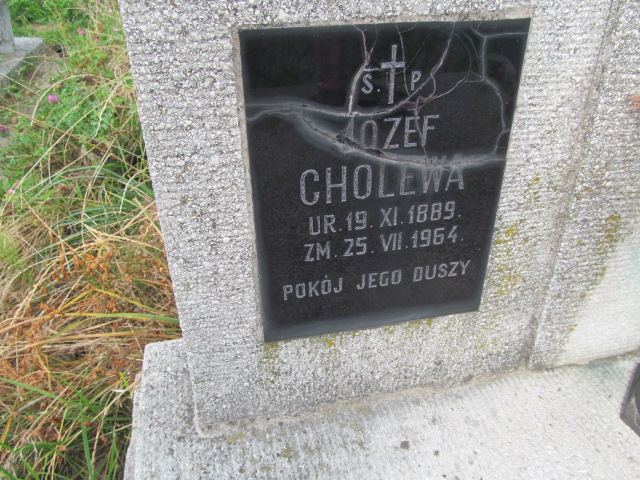 Ś. P
JÓZEF
CHOLEWA
UR. 19. XI. 1889.
ZM. 25. VII. 1964.
POKÓJ JEGO DUSZY